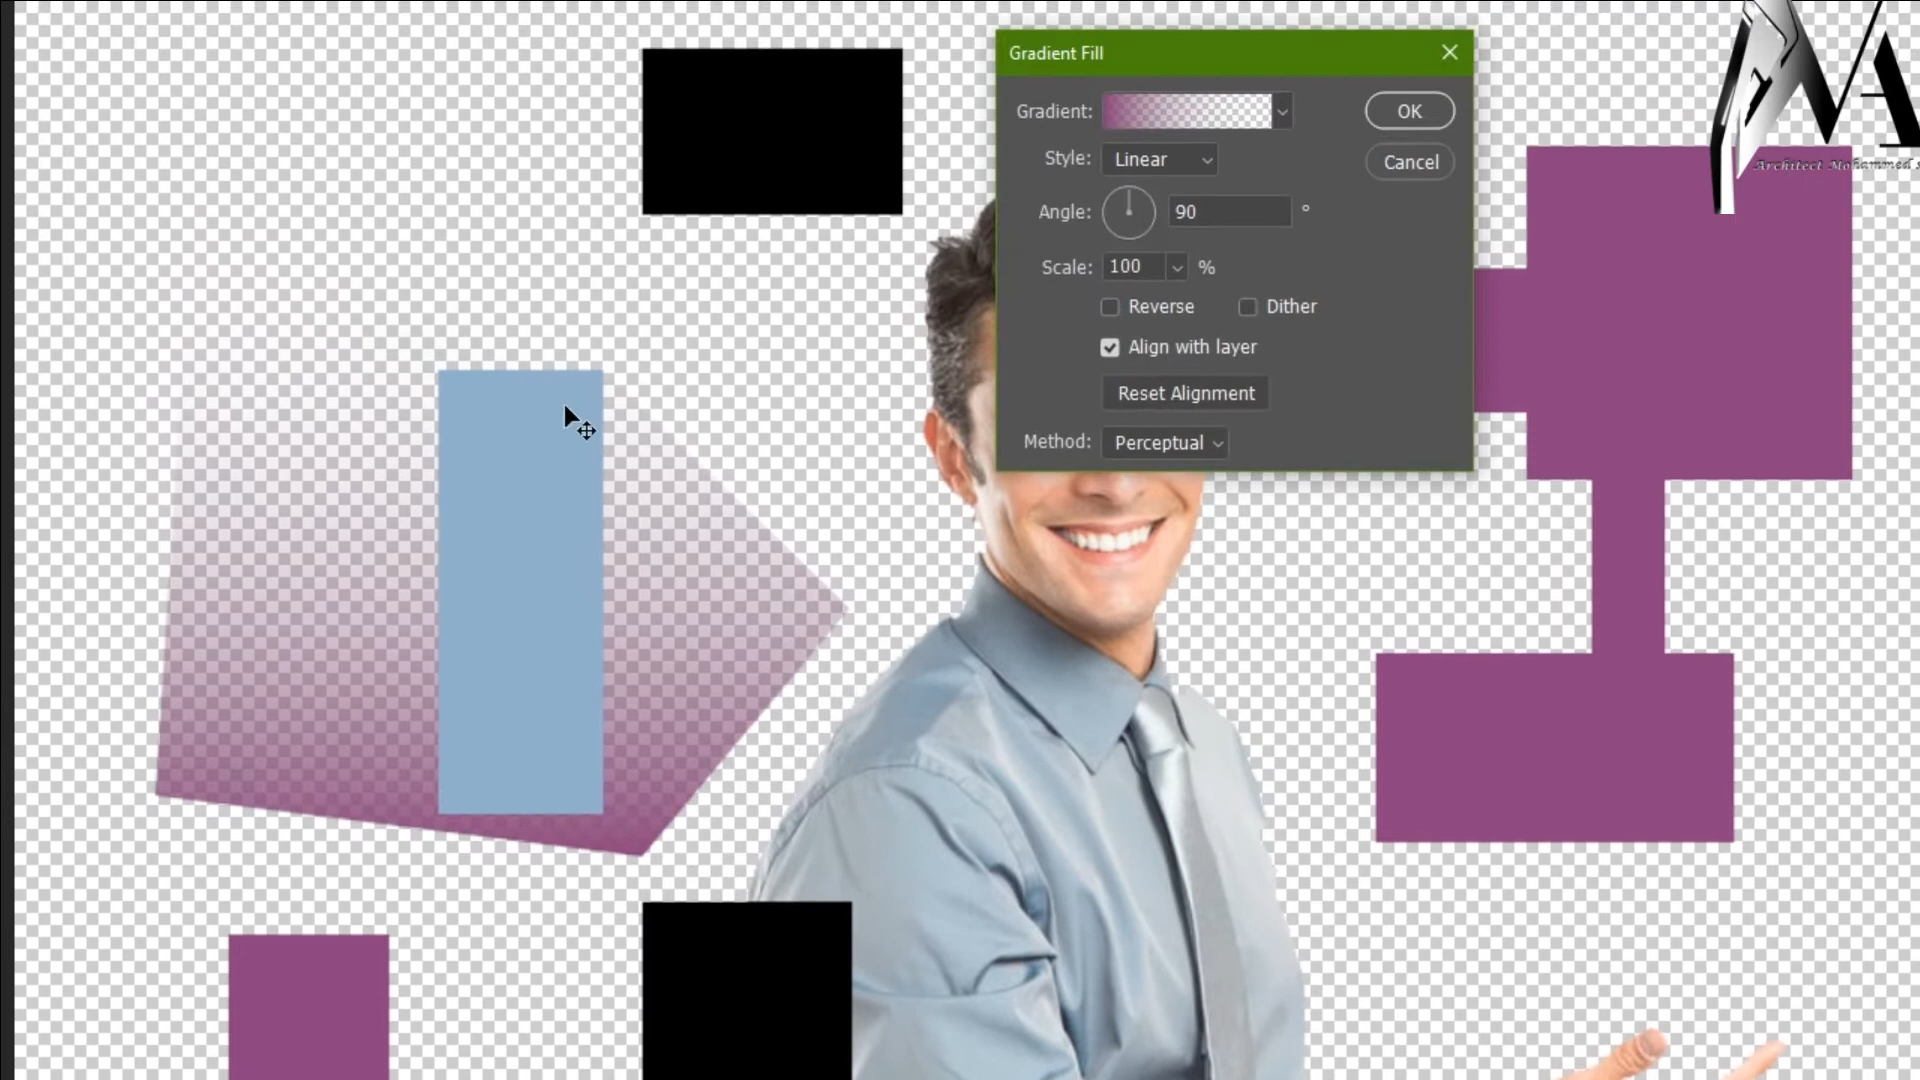 Gradient Fill
Gradient:
OK
Style: Linear
Cancel
Angle: 90 °
Scale: 100 %
Reverse Dither
Align with layer
Reset Alignment
Method: Perceptual
A
Architect Mohammed